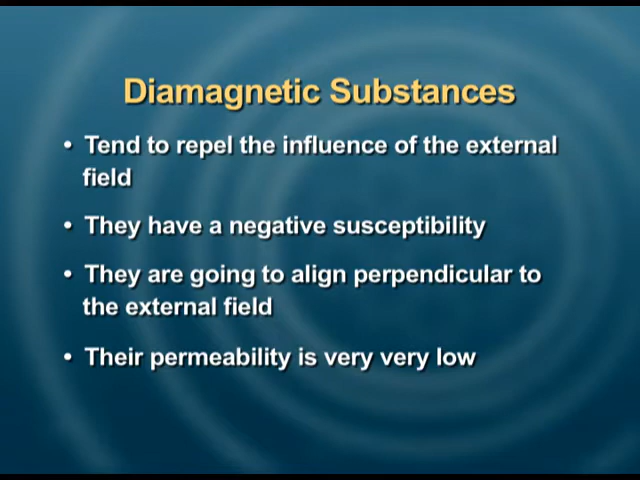 Diamagnetic Substances
• Tend to repel the influence of the external
field
• They have a negative susceptibility
• They are going to align perpendicular to
the external field
• Their permeability is very very low